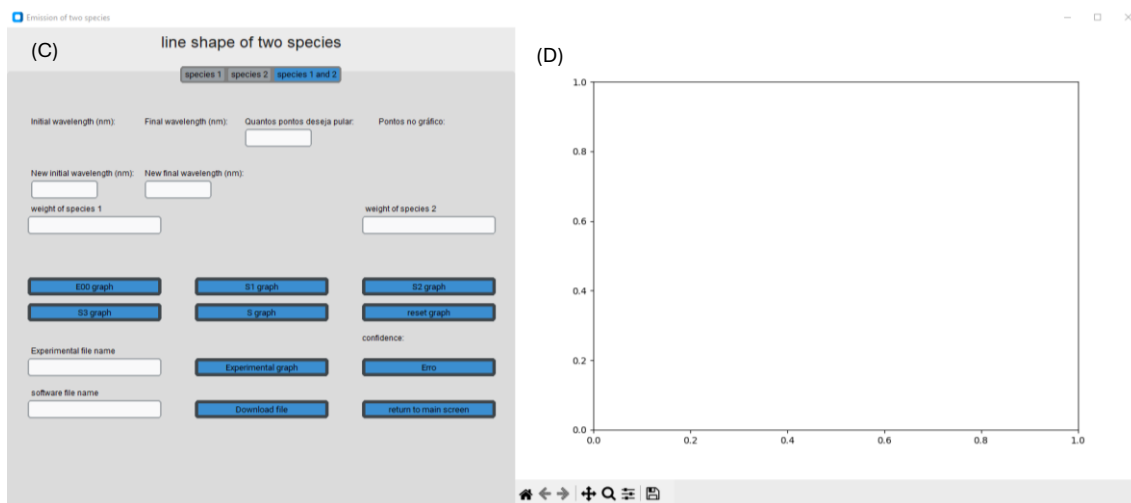 Emission of two species
(C)
line shape of two species
species 1 species 2 species 1 and 2
Initial wavelength (nm): Final wavelength (nm): Quantos pontos deseja pular: Pontos no gráfico:
New initial wavelength (nm): New final wavelength (nm):
weight of species 1 weight of species 2
E00 graph S1 graph S2 graph
S3 graph S graph reset graph
confidence:
Experimental file name
Experimental graph Erro
software file name
Download file return to main screen
(D)
1.0
0.8
0.6
0.4
0.2
0.0
0.0 0.2 0.4 0.6 0.8 1.0